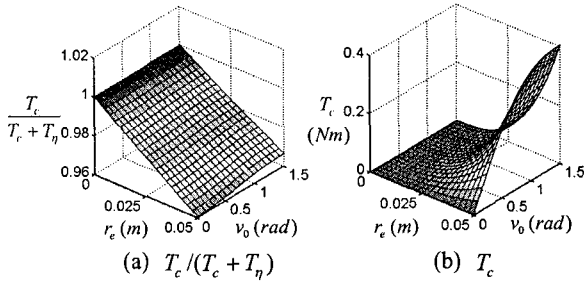 1.02
1
0.98
0.96
T_c
T_c + T_η
0
0.025
0.05
r_e (m)
0
0.5
1
1.5
ν_0 (rad)
(a) T_c /(T_c + T_η)
0.4
T_c
0.2
(Nm)
0
0
0.025
0.05
r_e (m)
0
0.5
1
1.5
ν_0 (rad)
(b) T_c